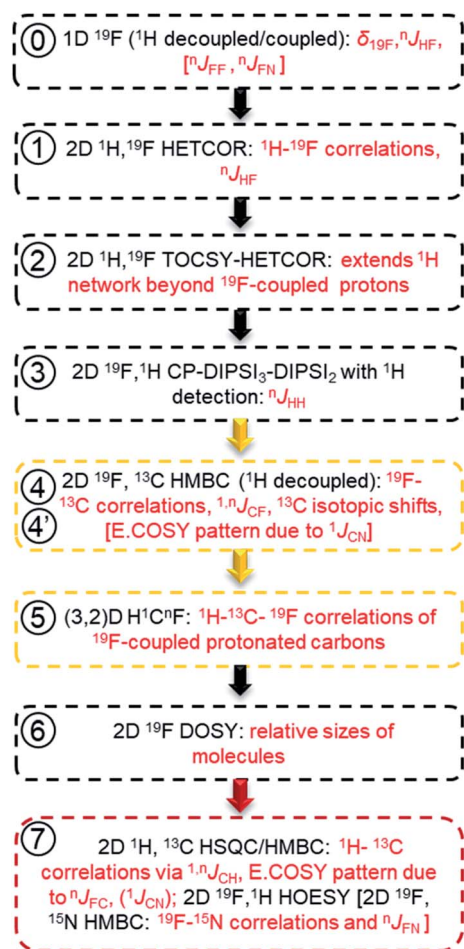 ⓪ 1D ¹⁹F (¹H decoupled/coupled): δ₁₉F, ⁿJHF,
[ⁿJFF , ⁿJFN ]
① 2D ¹H,¹⁹F HETCOR: ¹H-¹⁹F correlations,
ⁿJHF
② 2D ¹H,¹⁹F TOCSY-HETCOR: extends ¹H
network beyond ¹⁹F-coupled protons
③ 2D ¹⁹F,¹H CP-DIPSI₃-DIPSI₂ with ¹H
detection: ⁿJHH
④ 2D ¹⁹F, ¹³C HMBC (¹H decoupled): ¹⁹F-
④' ¹³C correlations, ¹,ⁿJCF, ¹³C isotopic shifts,
[E.COSY pattern due to ¹JCN]
⑤ (3,2)D H¹CⁿF: ¹H-¹³C- ¹⁹F correlations of
¹⁹F-coupled protonated carbons
⑥ 2D ¹⁹F DOSY: relative sizes of
molecules
⑦ 2D ¹H, ¹³C HSQC/HMBC: ¹H- ¹³C
correlations via ¹,ⁿJCH, E.COSY pattern due
to ⁿJFC, (¹JCN); 2D ¹⁹F,¹H HOESY [2D ¹⁹F,
¹⁵N HMBC: ¹⁹F-¹⁵N correlations and ⁿJFN ]